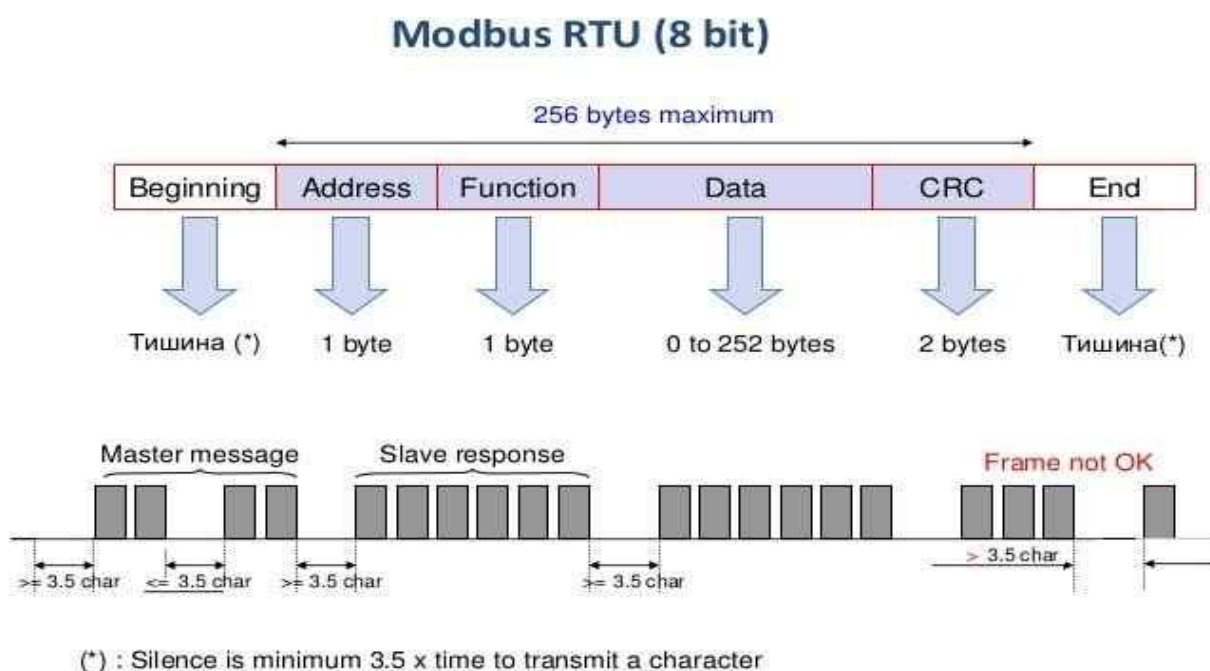 Modbus RTU (8 bit)
256 bytes maximum
Beginning Address Function Data CRC End
Тишина (*) 1 byte 1 byte 0 to 252 bytes 2 bytes Тишина(*)
Master message Slave response Frame not OK
>= 3.5 char <= 3.5 char >= 3.5 char >= 3.5 char > 3.5 char
(*) : Silence is minimum 3.5 x time to transmit a character